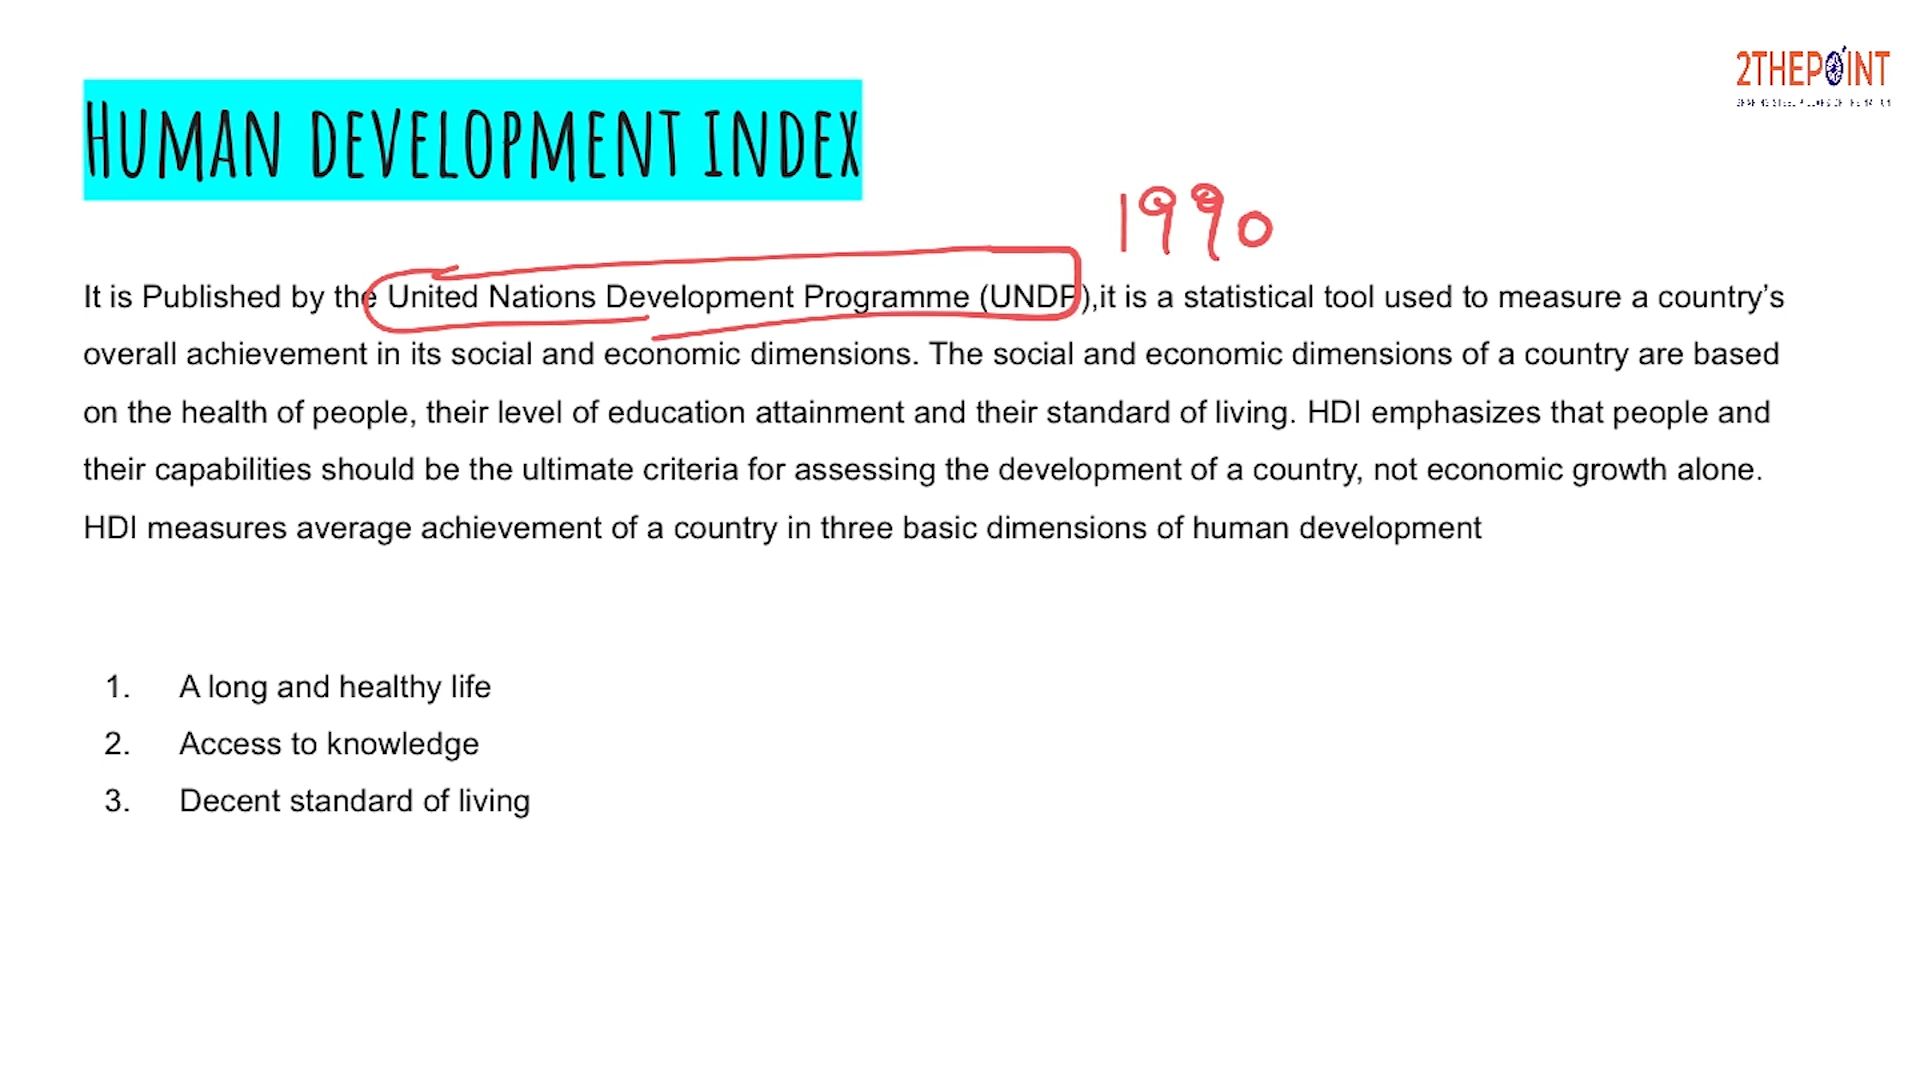 2THEPOINT
HUMAN DEVELOPMENT INDEX
1990
It is Published by the United Nations Development Programme (UNDP),it is a statistical tool used to measure a country’s
overall achievement in its social and economic dimensions. The social and economic dimensions of a country are based
on the health of people, their level of education attainment and their standard of living. HDI emphasizes that people and
their capabilities should be the ultimate criteria for assessing the development of a country, not economic growth alone.
HDI measures average achievement of a country in three basic dimensions of human development
1. A long and healthy life
2. Access to knowledge
3. Decent standard of living